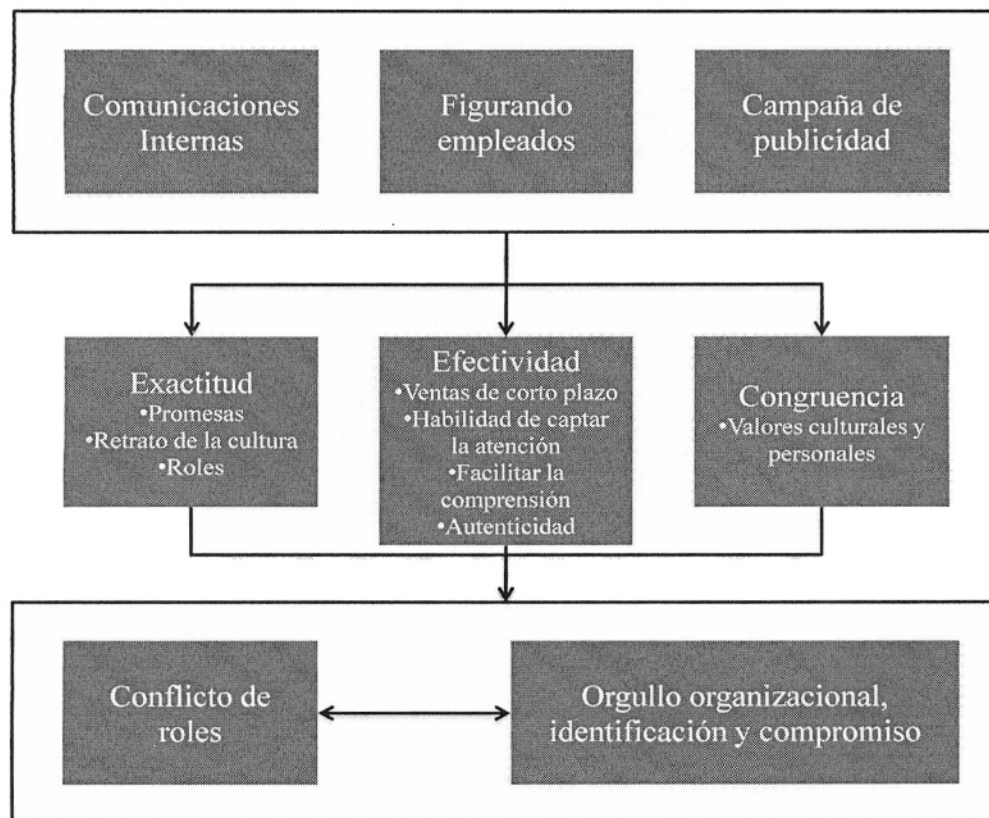 Comunicaciones
Internas
Figurando
empleados
Campaña de
publicidad
Exactitud
•Promesas
•Retrato de la cultura
•Roles
Efectividad
•Ventas de corto plazo
•Habilidad de captar
la atención
•Facilitar la
comprensión
•Autenticidad
Congruencia
•Valores culturales y
personales
Conflicto de
roles
Orgullo organizacional,
identificación y compromiso